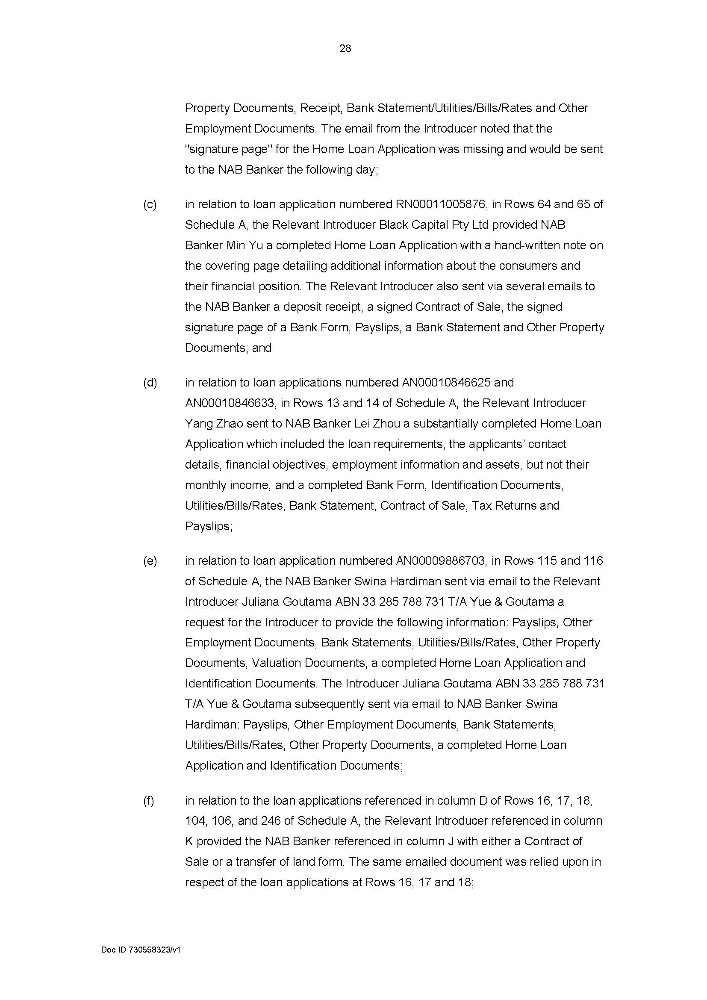 28
Property Documents, Receipt, Bank Statement/Utilities/Bills/Rates and Other
Employment Documents. The email from the Introducer noted that the
"signature page" for the Home Loan Application was missing and would be sent
to the NAB Banker the following day;
(c) in relation to loan application numbered RN00011005876, in Rows 64 and 65 of
Schedule A, the Relevant Introducer Black Capital Pty Ltd provided NAB
Banker Min Yu a completed Home Loan Application with a hand-written note on
the covering page detailing additional information about the consumers and
their financial position. The Relevant Introducer also sent via several emails to
the NAB Banker a deposit receipt, a signed Contract of Sale, the signed
signature page of a Bank Form, Payslips, a Bank Statement and Other Property
Documents; and
(d) in relation to loan applications numbered AN00010846625 and
AN00010846633, in Rows 13 and 14 of Schedule A, the Relevant Introducer
Yang Zhao sent to NAB Banker Lei Zhou a substantially completed Home Loan
Application which included the loan requirements, the applicants’ contact
details, financial objectives, employment information and assets, but not their
monthly income, and a completed Bank Form, Identification Documents,
Utilities/Bills/Rates, Bank Statement, Contract of Sale, Tax Returns and
Payslips;
(e) in relation to loan application numbered AN00009886703, in Rows 115 and 116
of Schedule A, the NAB Banker Swina Hardiman sent via email to the Relevant
Introducer Juliana Goutama ABN 33 285 788 731 T/A Yue & Goutama a
request for the Introducer to provide the following information: Payslips, Other
Employment Documents, Bank Statements, Utilities/Bills/Rates, Other Property
Documents, Valuation Documents, a completed Home Loan Application and
Identification Documents. The Introducer Juliana Goutama ABN 33 285 788 731
T/A Yue & Goutama subsequently sent via email to NAB Banker Swina
Hardiman: Payslips, Other Employment Documents, Bank Statements,
Utilities/Bills/Rates, Other Property Documents, a completed Home Loan
Application and Identification Documents;
(f) in relation to the loan applications referenced in column D of Rows 16, 17, 18,
104, 106, and 246 of Schedule A, the Relevant Introducer referenced in column
K provided the NAB Banker referenced in column J with either a Contract of
Sale or a transfer of land form. The same emailed document was relied upon in
respect of the loan applications at Rows 16, 17 and 18;
Doc ID 730558323/v1